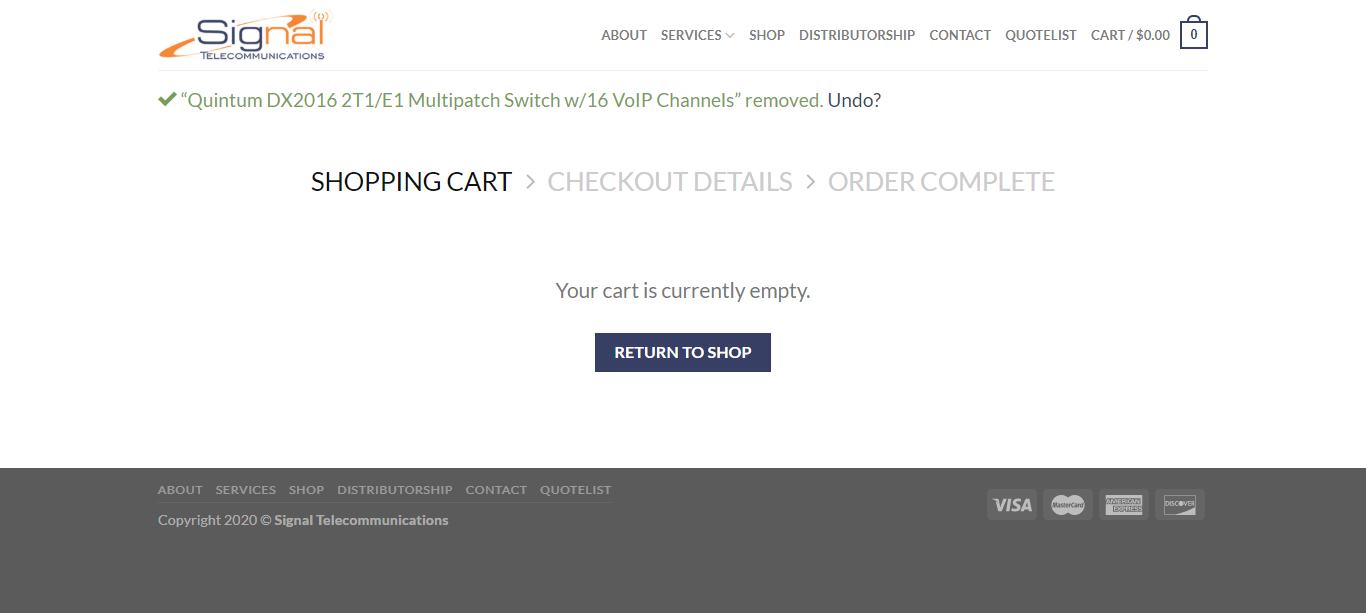 Signal
TELECOMMUNICATIONS
ABOUT SERVICES SHOP DISTRIBUTORSHIP CONTACT QUOTELIST CART / $0.00 0
“Quintum DX2016 2T1/E1 Multipatch Switch w/16 VoIP Channels” removed. Undo?
SHOPPING CART > CHECKOUT DETAILS > ORDER COMPLETE
Your cart is currently empty.
RETURN TO SHOP
ABOUT SERVICES SHOP DISTRIBUTORSHIP CONTACT QUOTELIST
Copyright 2020 © Signal Telecommunications
VISA MasterCard AMERICAN EXPRESS DISCOVER